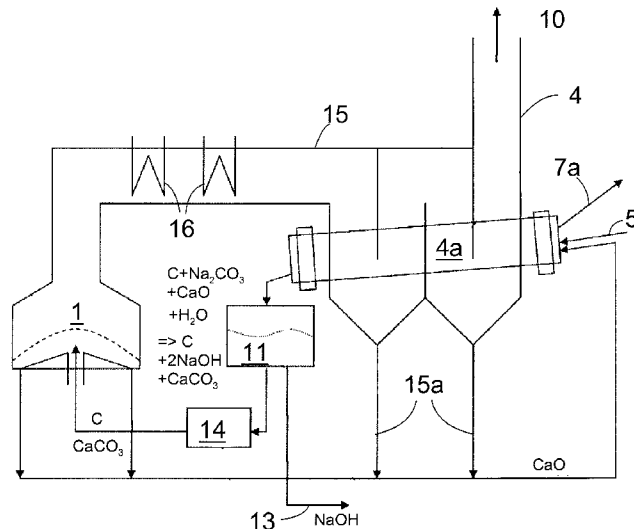 10
15
4
7a
5
16
4a
C+Na₂CO₃
+CaO
+H₂O
=> C
+2NaOH
+CaCO₃
1
11
15a
C
CaCO₃
14
CaO
13
NaOH